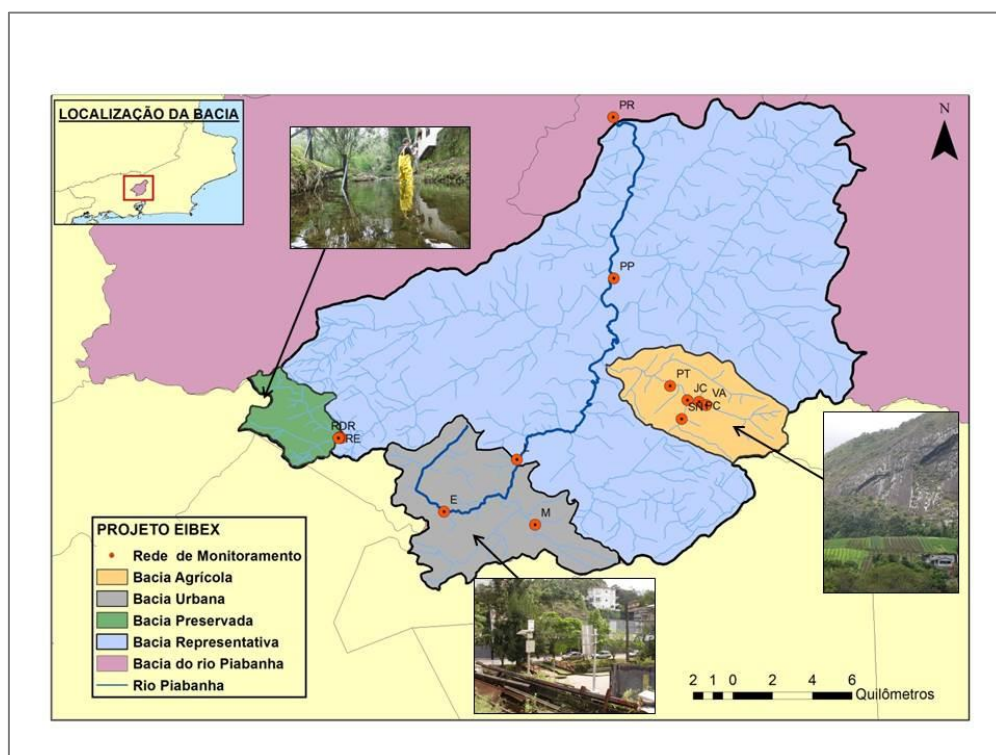 LOCALIZAÇÃO DA BACIA
PR
N
PP
PT
JC
VA
PC
SN
RDR
RE
E
M
PROJETO EIBEX
Rede de Monitoramento
Bacia Agrícola
Bacia Urbana
Bacia Preservada
Bacia Representativa
Bacia do rio Piabanha
Rio Piabanha
2 1 0 2 4 6
Quilômetros